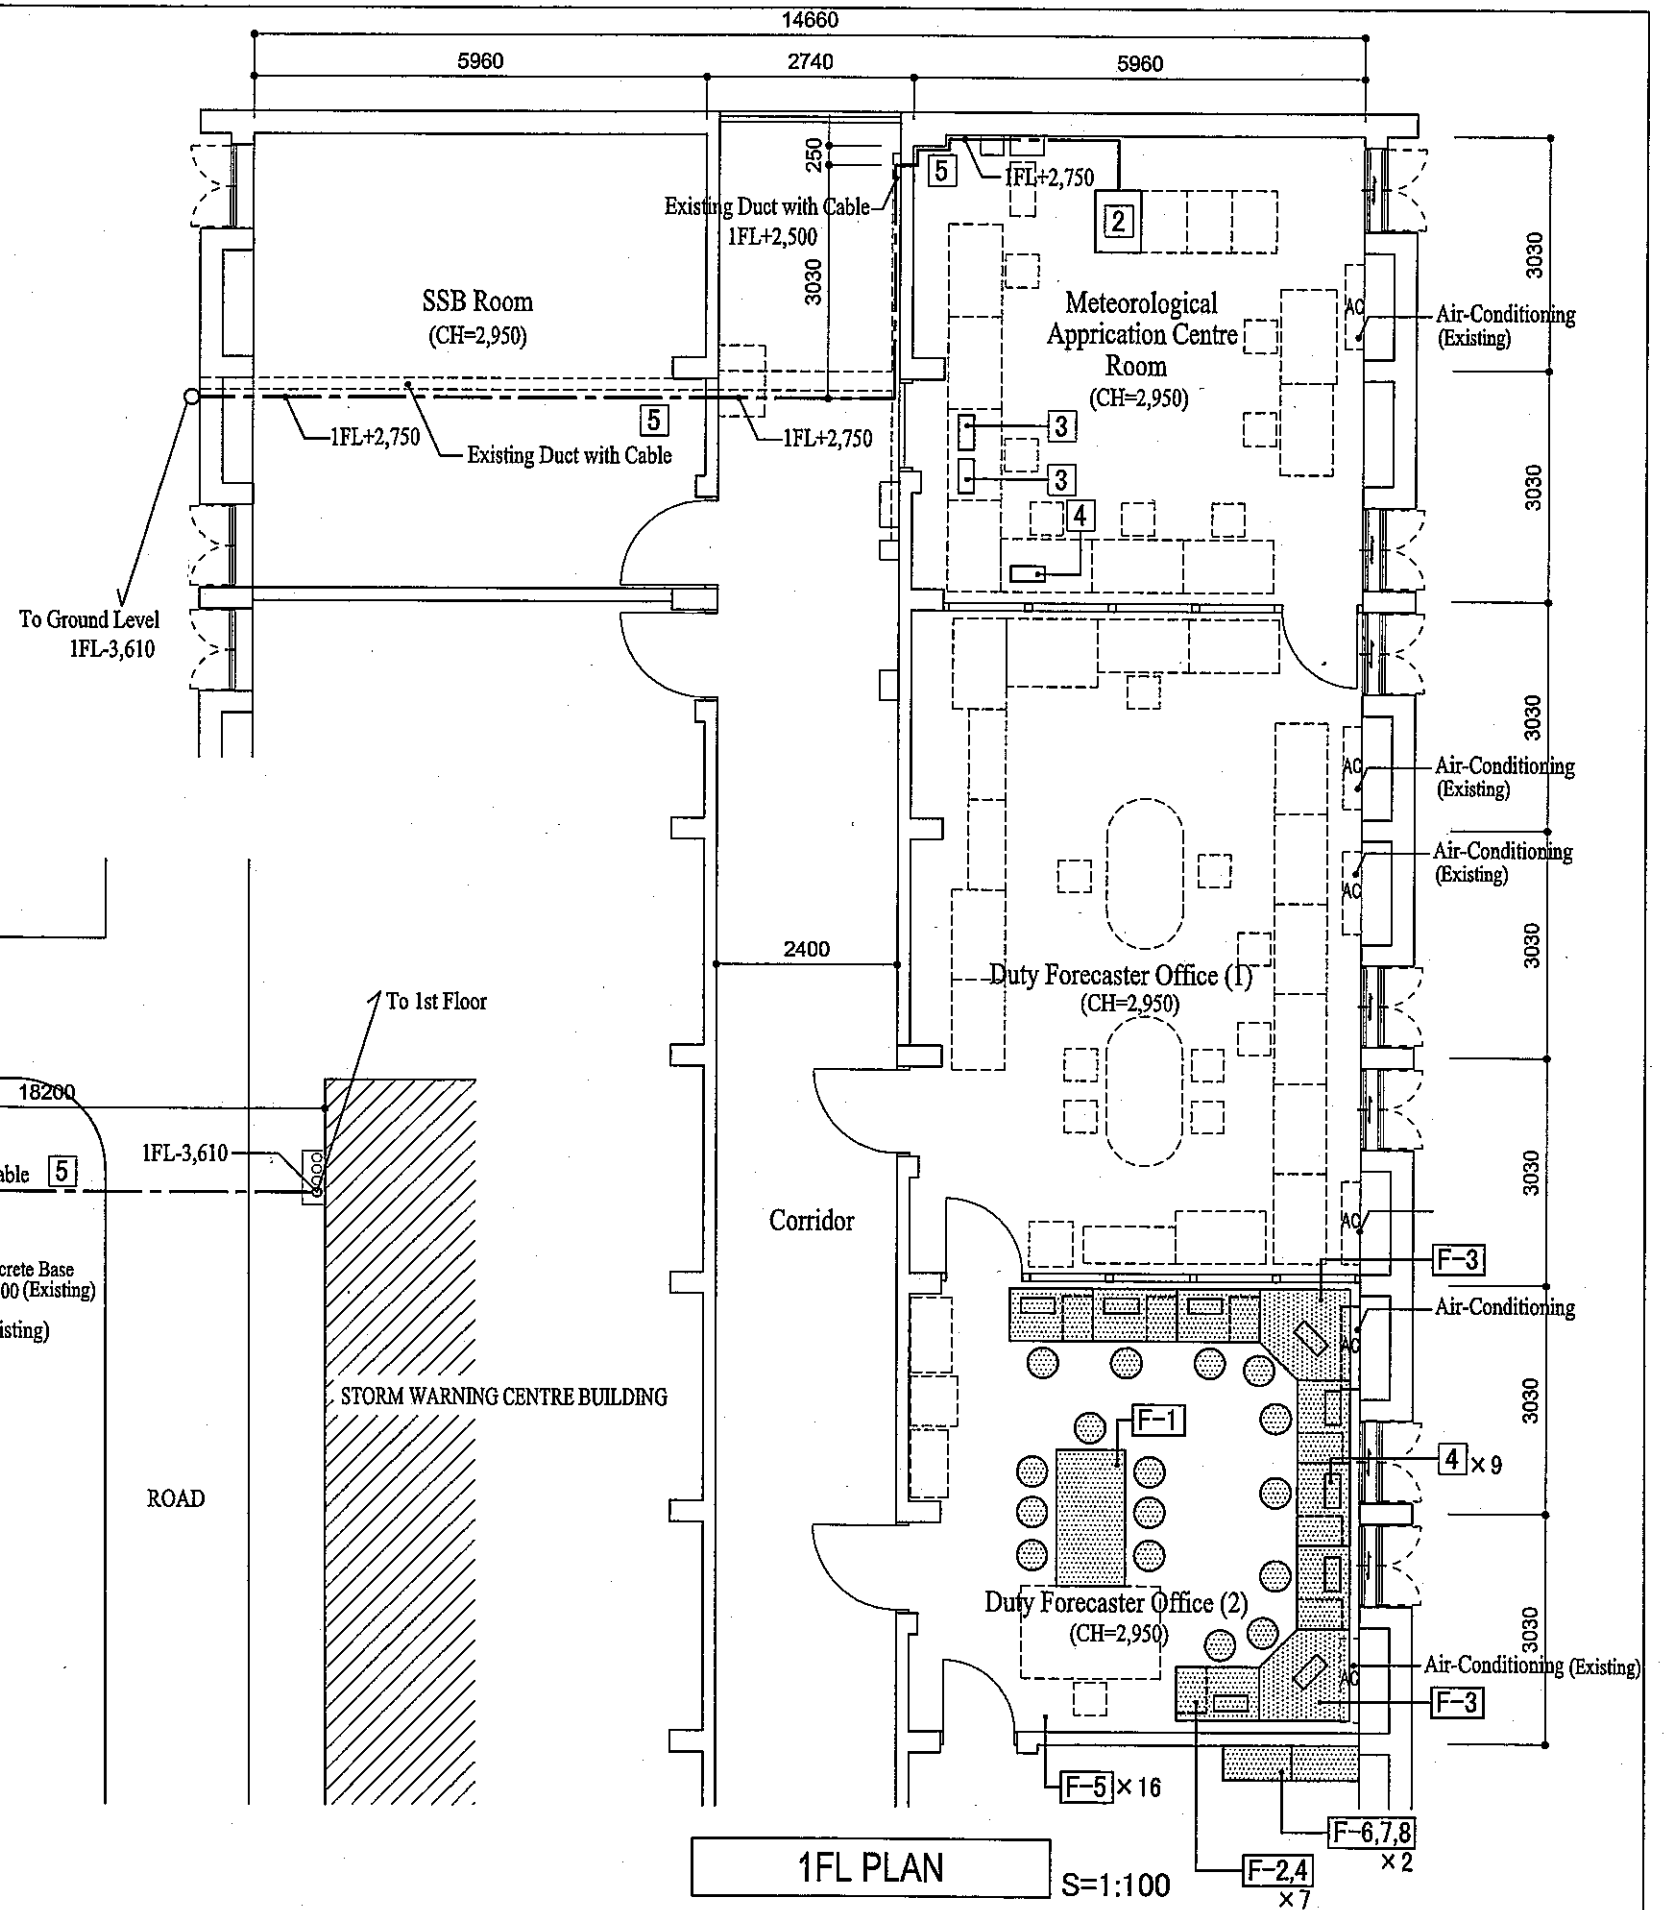 14660
5960
2740
5960
250
5
1FL+2,750
Existing Duct with Cable
1FL+2,500
2
3030
3030
SSB Room
(CH=2,950)
Meteorological
Apprication Centre
Room
(CH=2,950)
AC
Air-Conditioning
(Existing)
1FL+2,750
5
1FL+2,750
Existing Duct with Cable
3
3
4
3030
To Ground Level
1FL-3,610
3030
AC
Air-Conditioning
(Existing)
Air-Conditioning
(Existing)
AC
2400
3030
Duty Forecaster Office (1)
(CH=2,950)
To 1st Floor
18200
1FL-3,610
able
5
3030
Corridor
AC
F-3
crete Base
00 (Existing)
isting)
Air-Conditioning
AC
STORM WARNING CENTRE BUILDING
3030
F-1
4
×9
ROAD
Duty Forecaster Office (2)
(CH=2,950)
3030
Air-Conditioning (Existing)
AC
F-3
F-5
×16
F-6,7,8
×2
1FL PLAN
S=1:100
F-2,4
×7